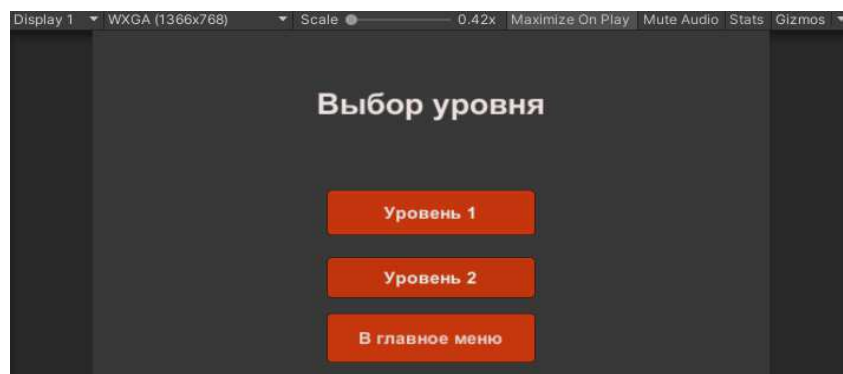 Display 1 WXGA (1366x768) Scale 0.42x Maximize On Play Mute Audio Stats Gizmos
Выбор уровня
Уровень 1
Уровень 2
В главное меню